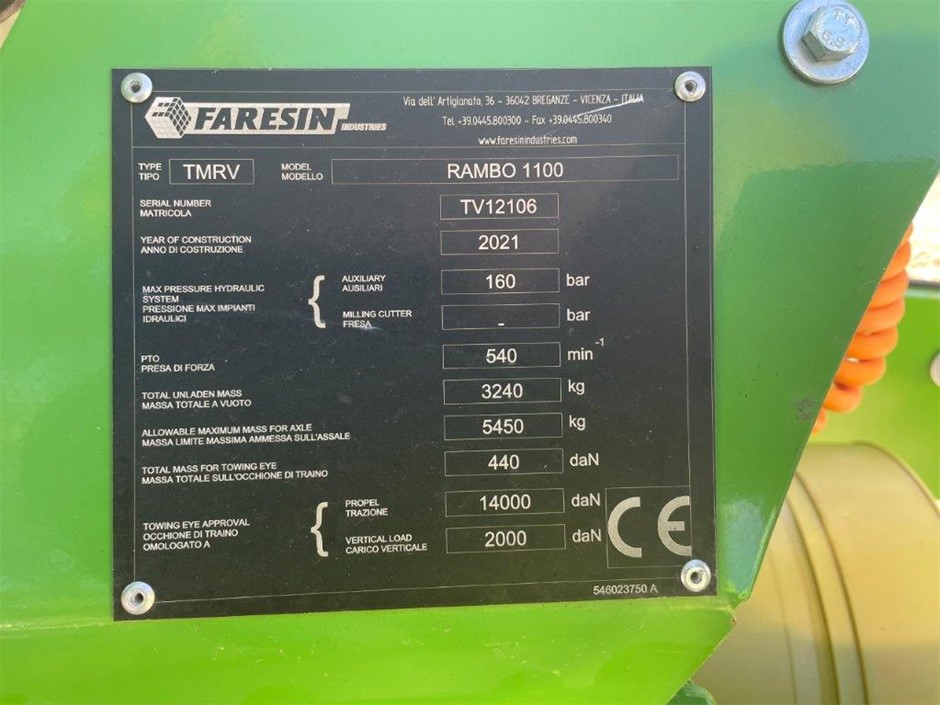 FARESIN INDUSTRIES
Via dell' Artigianato, 36 - 36042 BREGANZE - VICENZA - ITALIA
Tel. +39.0445.800300 - Fax +39.0445.800340
www.faresinindustries.com
TYPE
TIPO
TMRV
MODEL
MODELLO
RAMBO 1100
SERIAL NUMBER
MATRICOLA
TV12106
YEAR OF CONSTRUCTION
ANNO DI COSTRUZIONE
2021
MAX PRESSURE HYDRAULIC
SYSTEM
PRESSIONE MAX IMPIANTI
IDRAULICI
{
AUXILIARY
AUSILIARI
160 bar
MILLING CUTTER
FRESA
- bar
PTO
PRESA DI FORZA
540 min-1
TOTAL UNLADEN MASS
MASSA TOTALE A VUOTO
3240 kg
ALLOWABLE MAXIMUM MASS FOR AXLE
MASSA LIMITE MASSIMA AMMESSA SULL'ASSALE
5450 kg
TOTAL MASS FOR TOWING EYE
MASSA TOTALE SULL'OCCHIONE DI TRAINO
440 daN
TOWING EYE APPROVAL
OCCHIONE DI TRAINO
OMOLOGATO A
{
PROPEL
TRAZIONE
14000 daN
VERTICAL LOAD
CARICO VERTICALE
2000 daN
CE
546023750 A
8.8